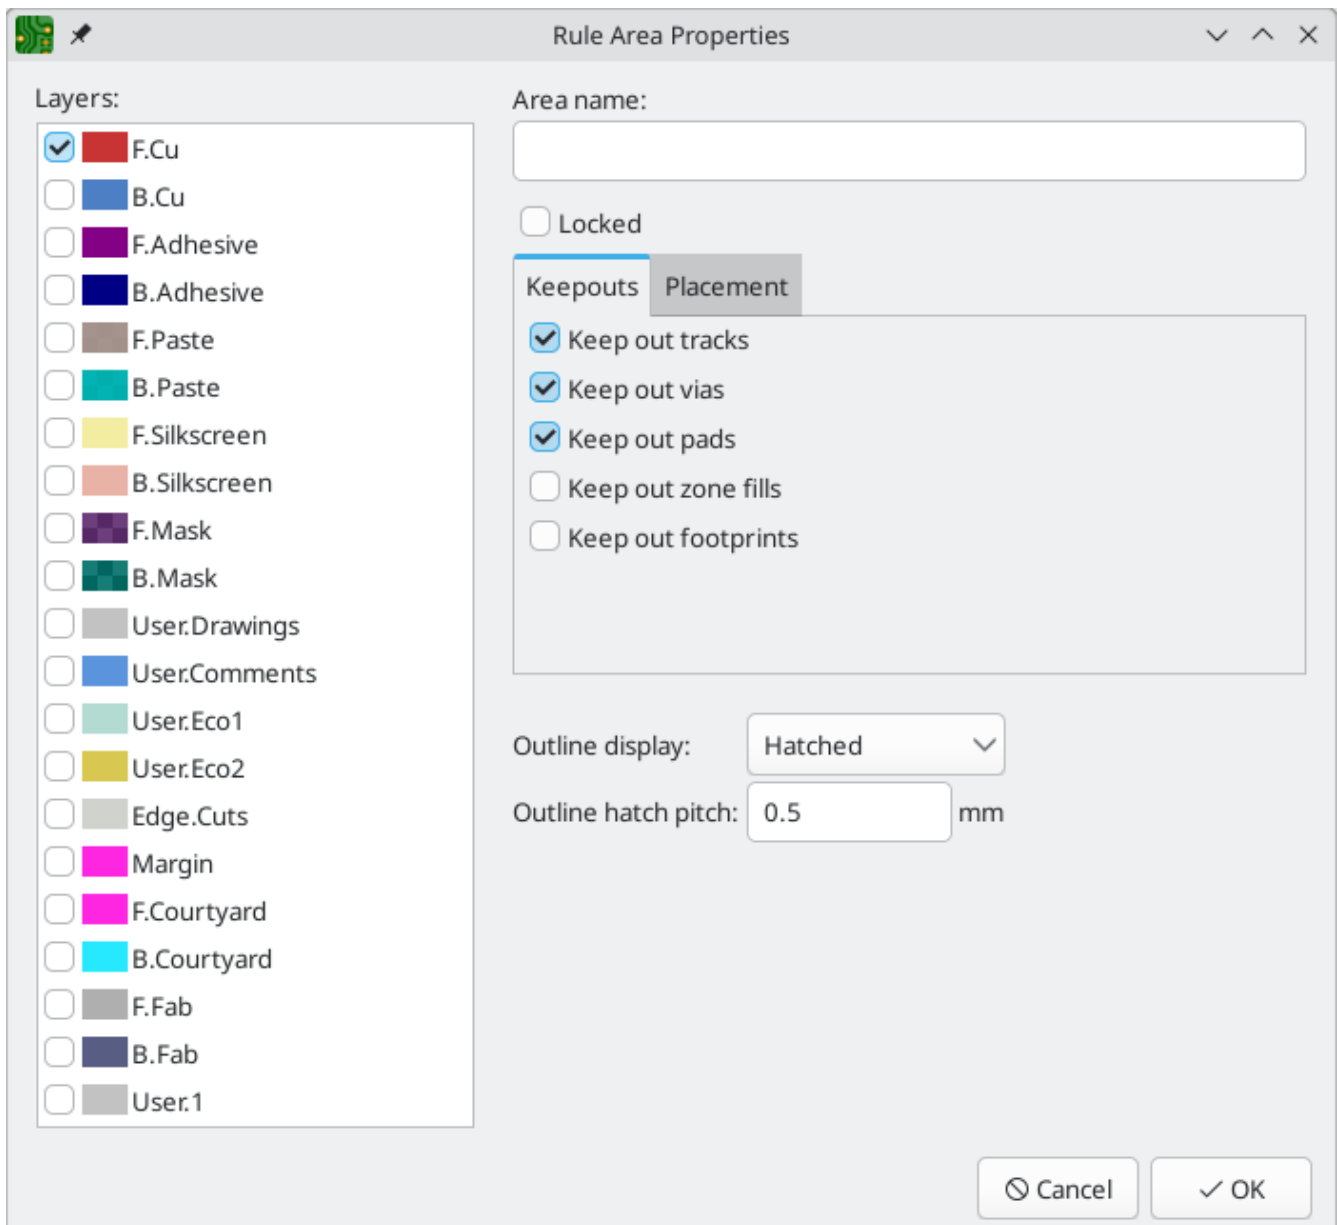 Rule Area Properties
Layers:
F.Cu
B.Cu
F.Adhesive
B.Adhesive
F.Paste
B.Paste
F.Silkscreen
B.Silkscreen
F.Mask
B.Mask
User.Drawings
User.Comments
User.Eco1
User.Eco2
Edge.Cuts
Margin
F.Courtyard
B.Courtyard
F.Fab
B.Fab
User.1
Area name:
Locked
Keepouts Placement
Keep out tracks
Keep out vias
Keep out pads
Keep out zone fills
Keep out footprints
Outline display: Hatched
Outline hatch pitch: 0.5 mm
Cancel OK